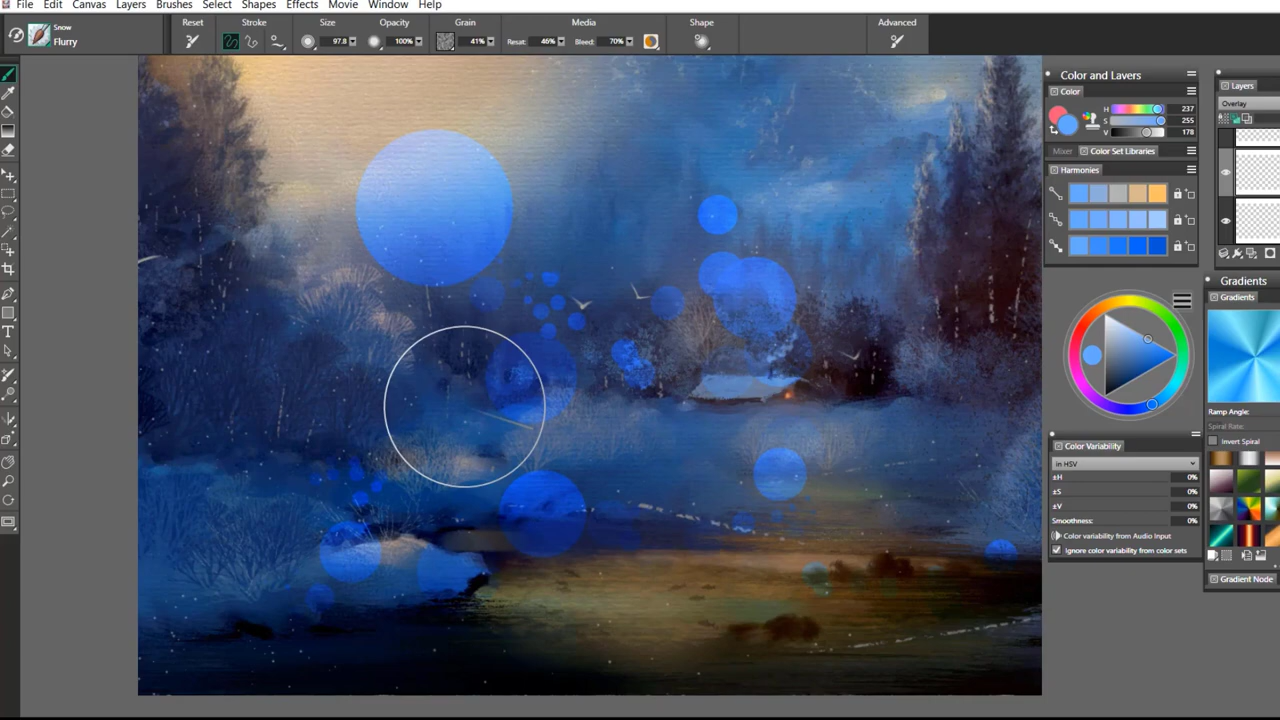 File Edit Canvas Layers Brushes Select Shapes Effects Movie Window Help
Snow
Flurry
Reset Stroke Size Opacity Grain Media Shape Advanced
97.8 100% 41% Resat: 46% Bleed: 70%
Color and Layers
Color
H 237
S 255
V 178
Mixer Color Set Libraries
Harmonies
Color Variability
in HSV
±H 0%
±S 0%
±V 0%
Smoothness: 0%
Color variability from Audio Input
Ignore color variability from color sets
Layers
Overlay
Gradients
Gradients
Ramp Angle:
Spiral Rate:
Invert Spiral
Gradient Node